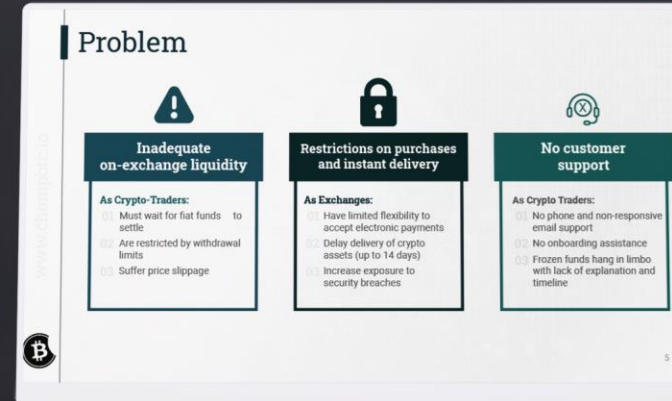 Problem
Inadequate
on-exchange liquidity
As Crypto-Traders:
01 Must wait for fiat funds to
settle
02 Are restricted by withdrawal
limits
03 Suffer price slippage
Restrictions on purchases
and instant delivery
As Exchanges:
01 Have limited flexibility to
accept electronic payments
02 Delay delivery of crypto
assets (up to 14 days)
03 Increase exposure to
security breaches
No customer
support
As Crypto Traders:
01 No phone and non-responsive
email support
02 No onboarding assistance
03 Frozen funds hang in limbo
with lack of explanation and
timeline
5